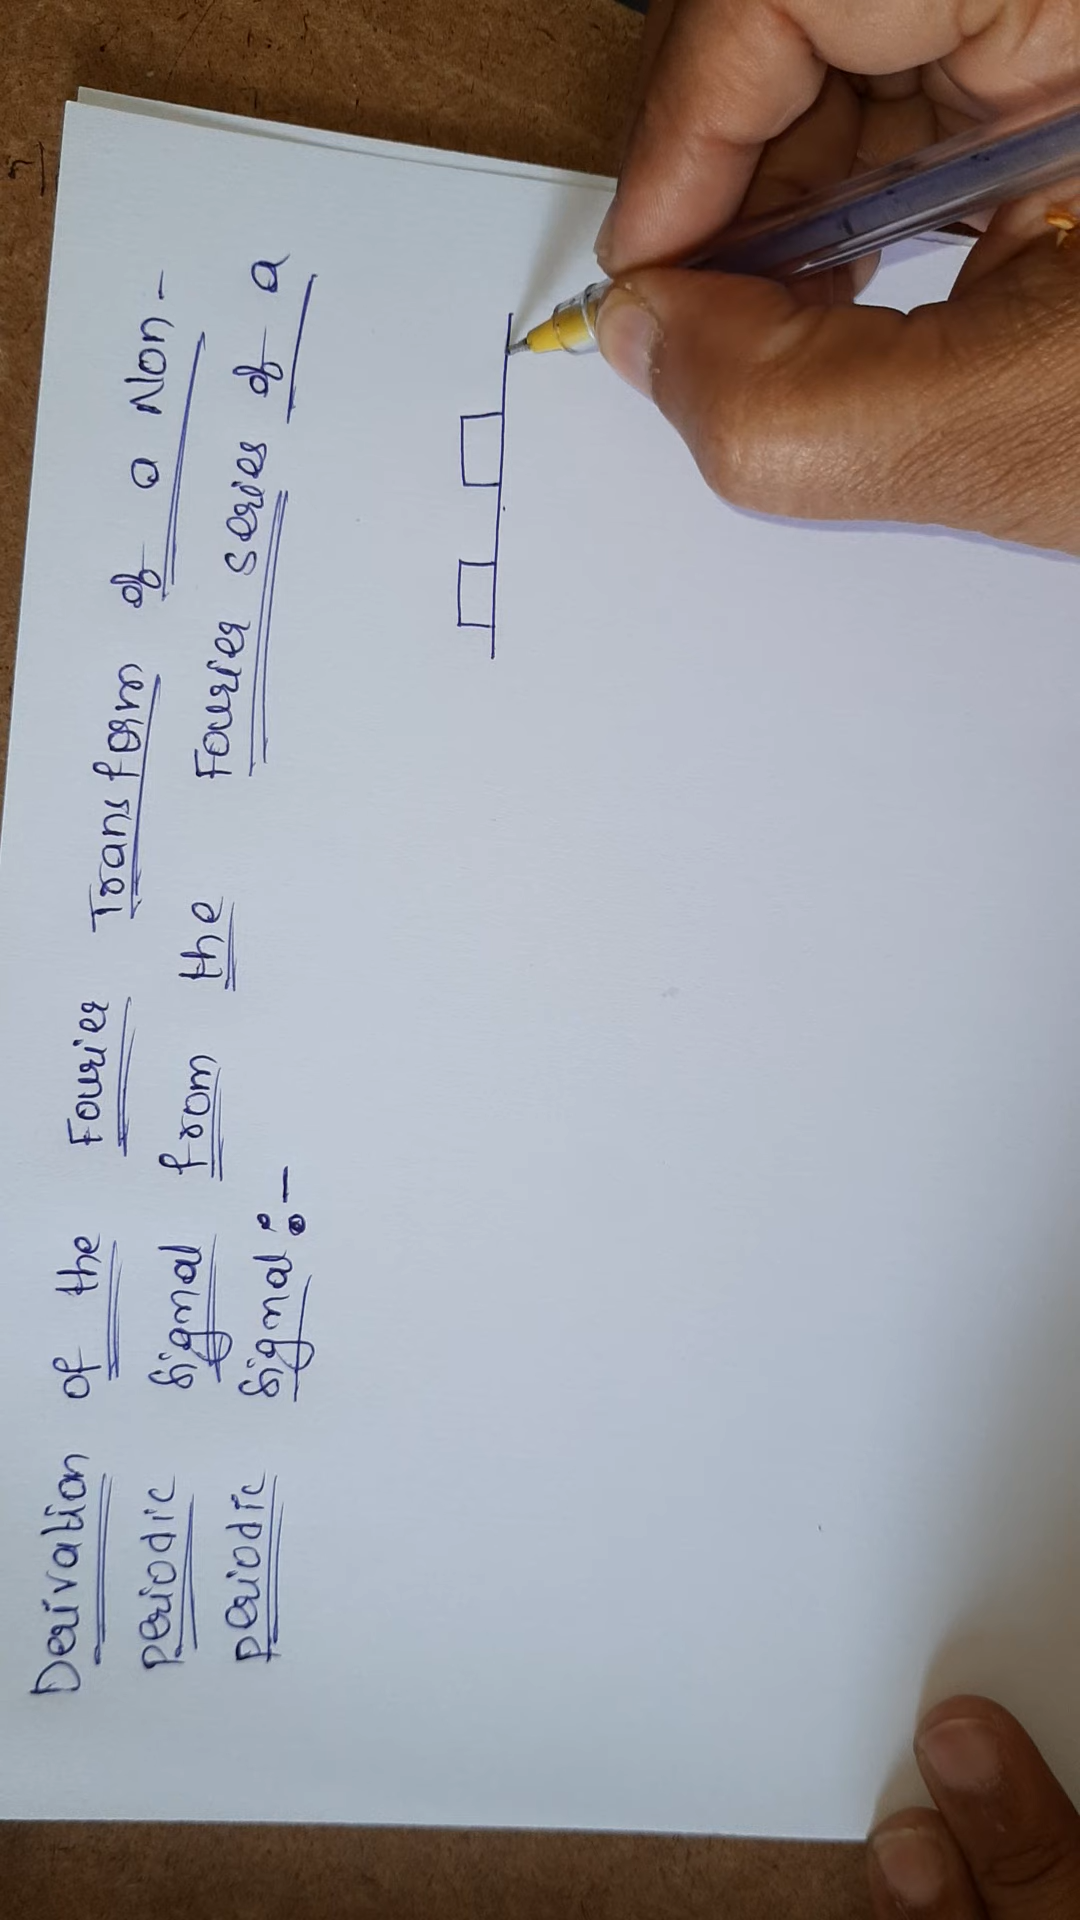 Derivation of the Fourier Transform of a Non-
periodic signal from the Fourier series of a
periodic signal:-